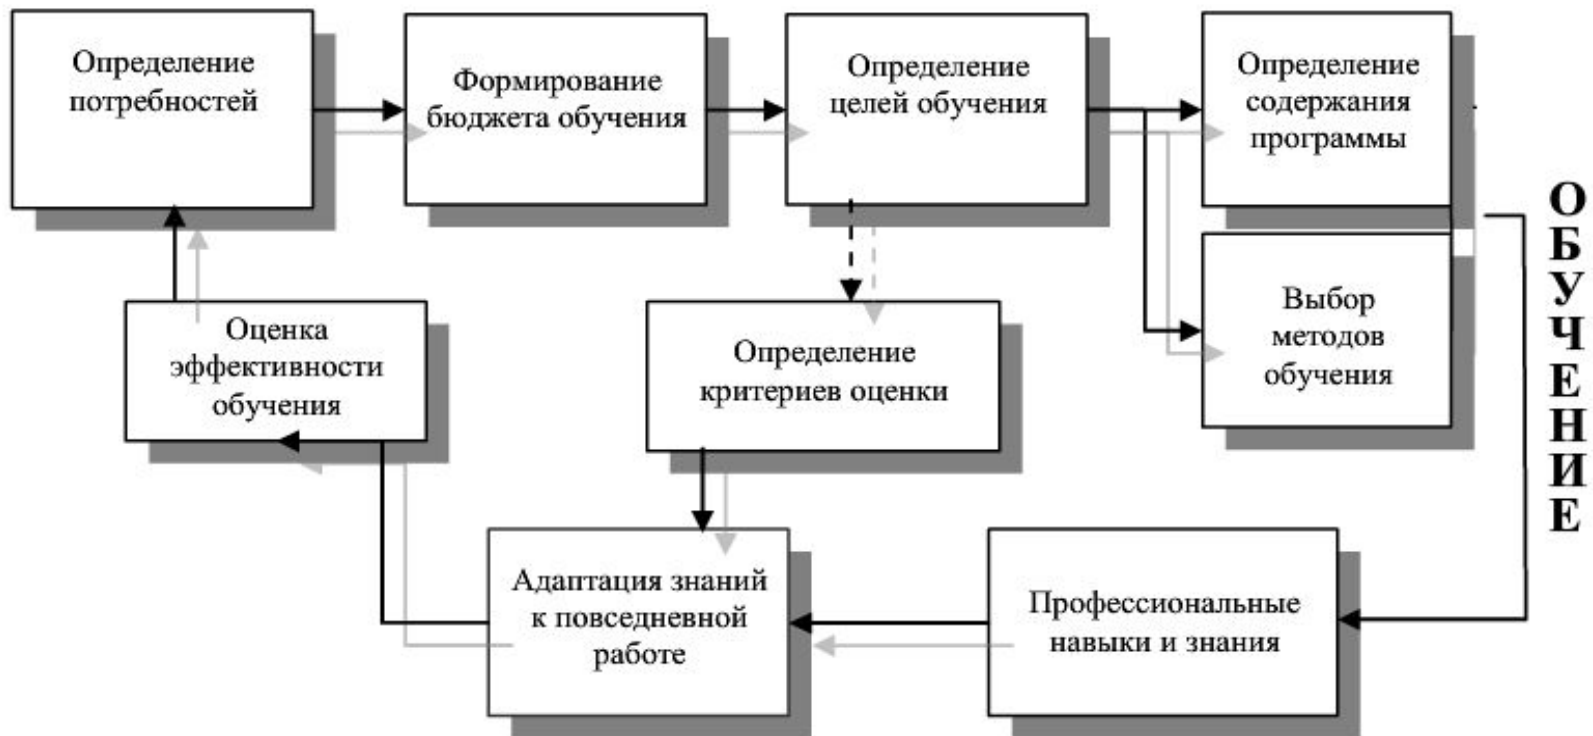 Определение
потребностей
Формирование
бюджета обучения
Определение
целей обучения
Определение
содержания
программы
Выбор
методов
обучения
ОБУЧЕНИЕ
Оценка
эффективности
обучения
Определение
критериев оценки
Адаптация знаний
к повседневной
работе
Профессиональные
навыки и знания